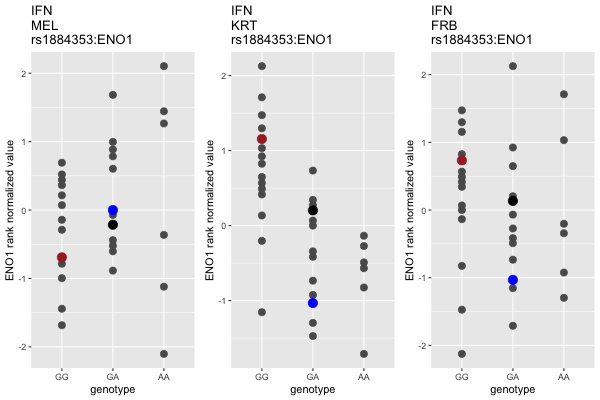 IFN
MEL
rs1884353:ENO1
ENO1 rank normalized value
2
1
0
-1
-2
GG
GA
AA
genotype
IFN
KRT
rs1884353:ENO1
ENO1 rank normalized value
2
1
0
-1
GG
GA
AA
genotype
IFN
FRB
rs1884353:ENO1
ENO1 rank normalized value
2
1
0
-1
-2
GG
GA
AA
genotype